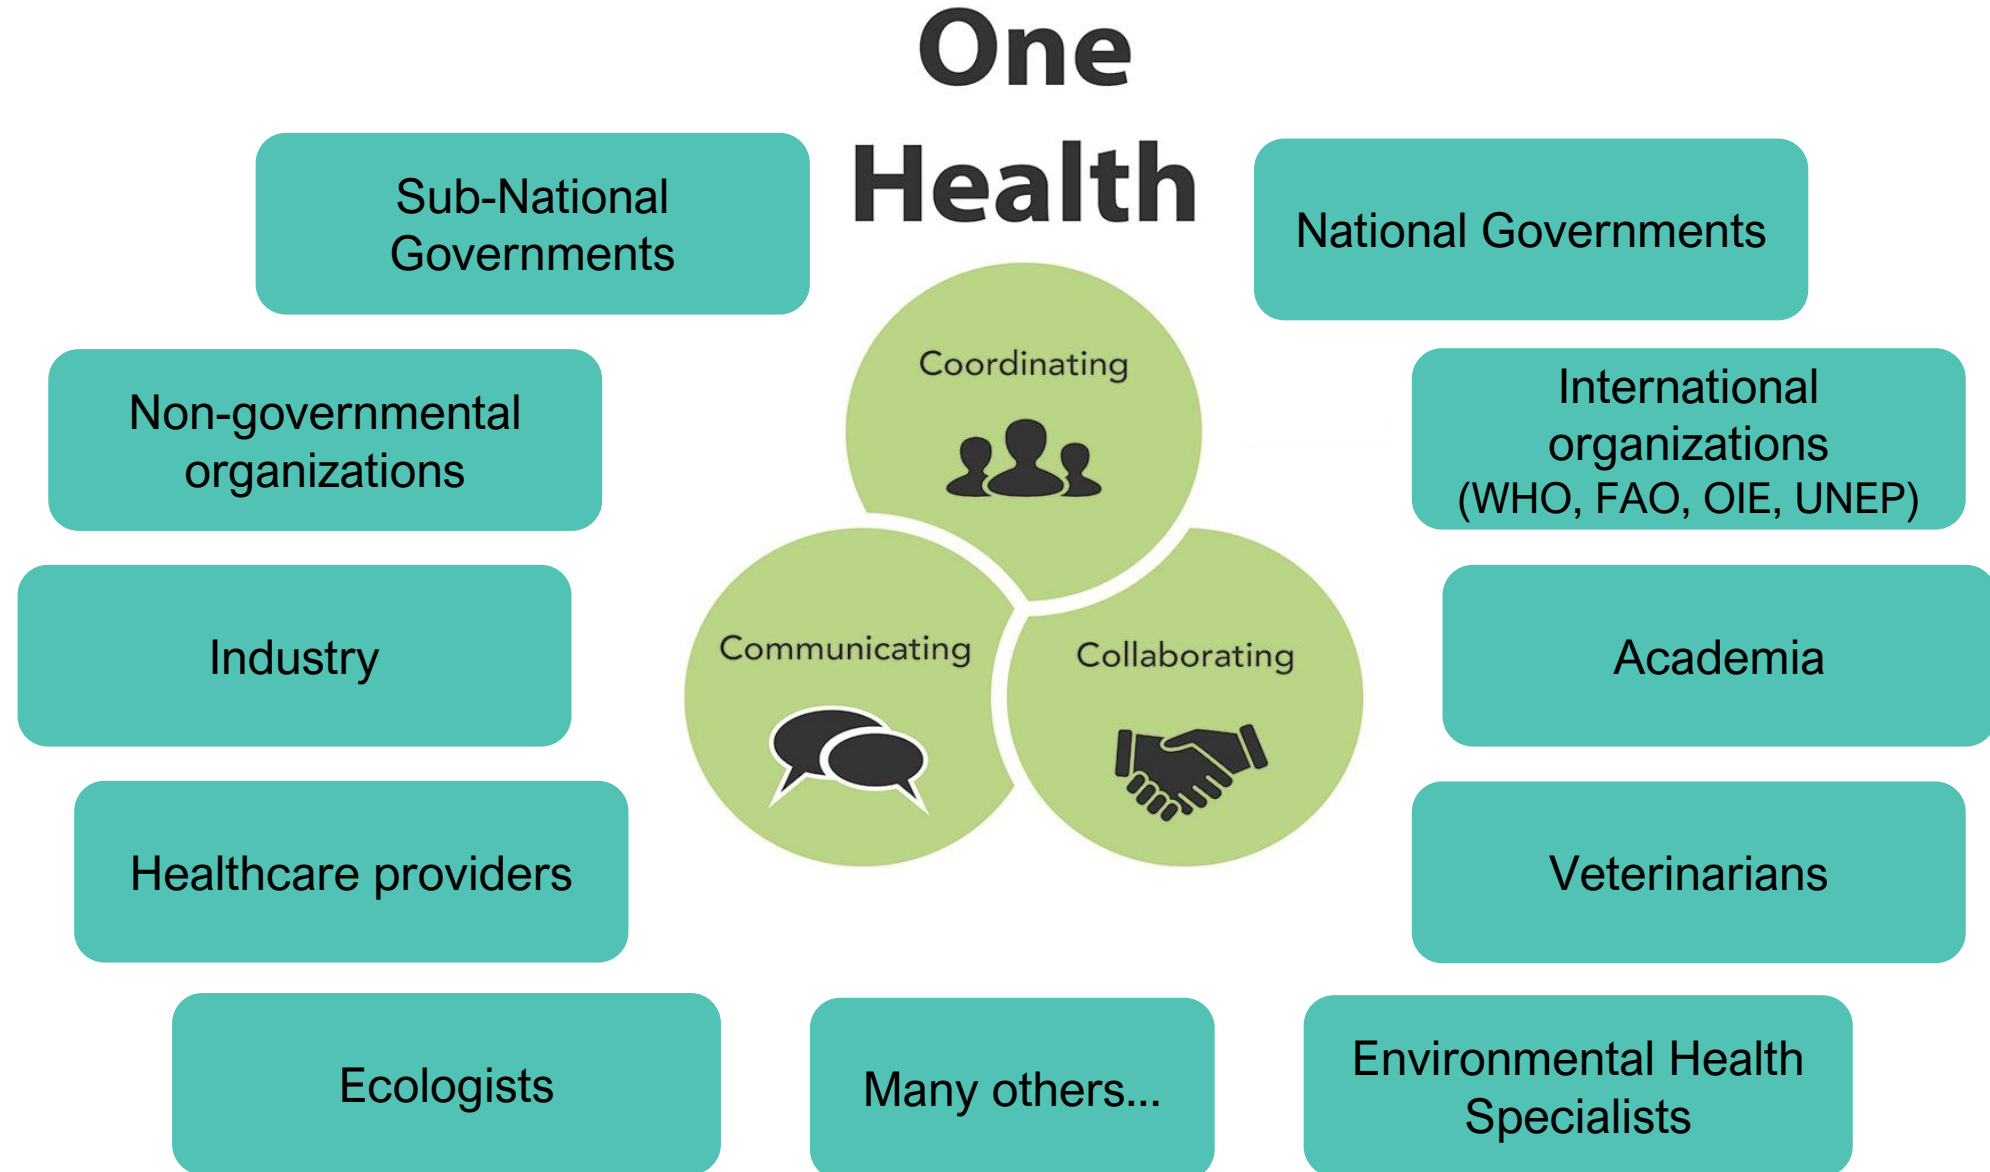 One
Health
Sub-National
Governments
National Governments
Coordinating
Non-governmental
organizations
International
organizations
(WHO, FAO, OIE, UNEP)
Industry
Communicating
Collaborating
Academia
Healthcare providers
Veterinarians
Ecologists
Many others...
Environmental Health
Specialists